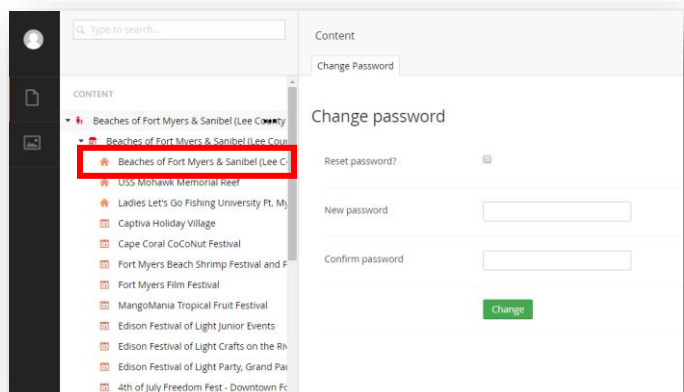 Type to search...
CONTENT
Beaches of Fort Myers & Sanibel (Lee County
Beaches of Fort Myers & Sanibel (Lee Cour
Beaches of Fort Myers & Sanibel (Lee C
USS Mohawk Memorial Reef
Ladies Let's Go Fishing University Ft. My
Captiva Holiday Village
Cape Coral CoCoNut Festival
Fort Myers Beach Shrimp Festival and P
Fort Myers Film Festival
MangoMania Tropical Fruit Festival
Edison Festival of Light Junior Events
Edison Festival of Light Crafts on the Riv
Edison Festival of Light Party, Grand Par
4th of July Freedom Fest - Downtown Fo
Content
Change Password
Change password
Reset password?
New password
Confirm password
Change